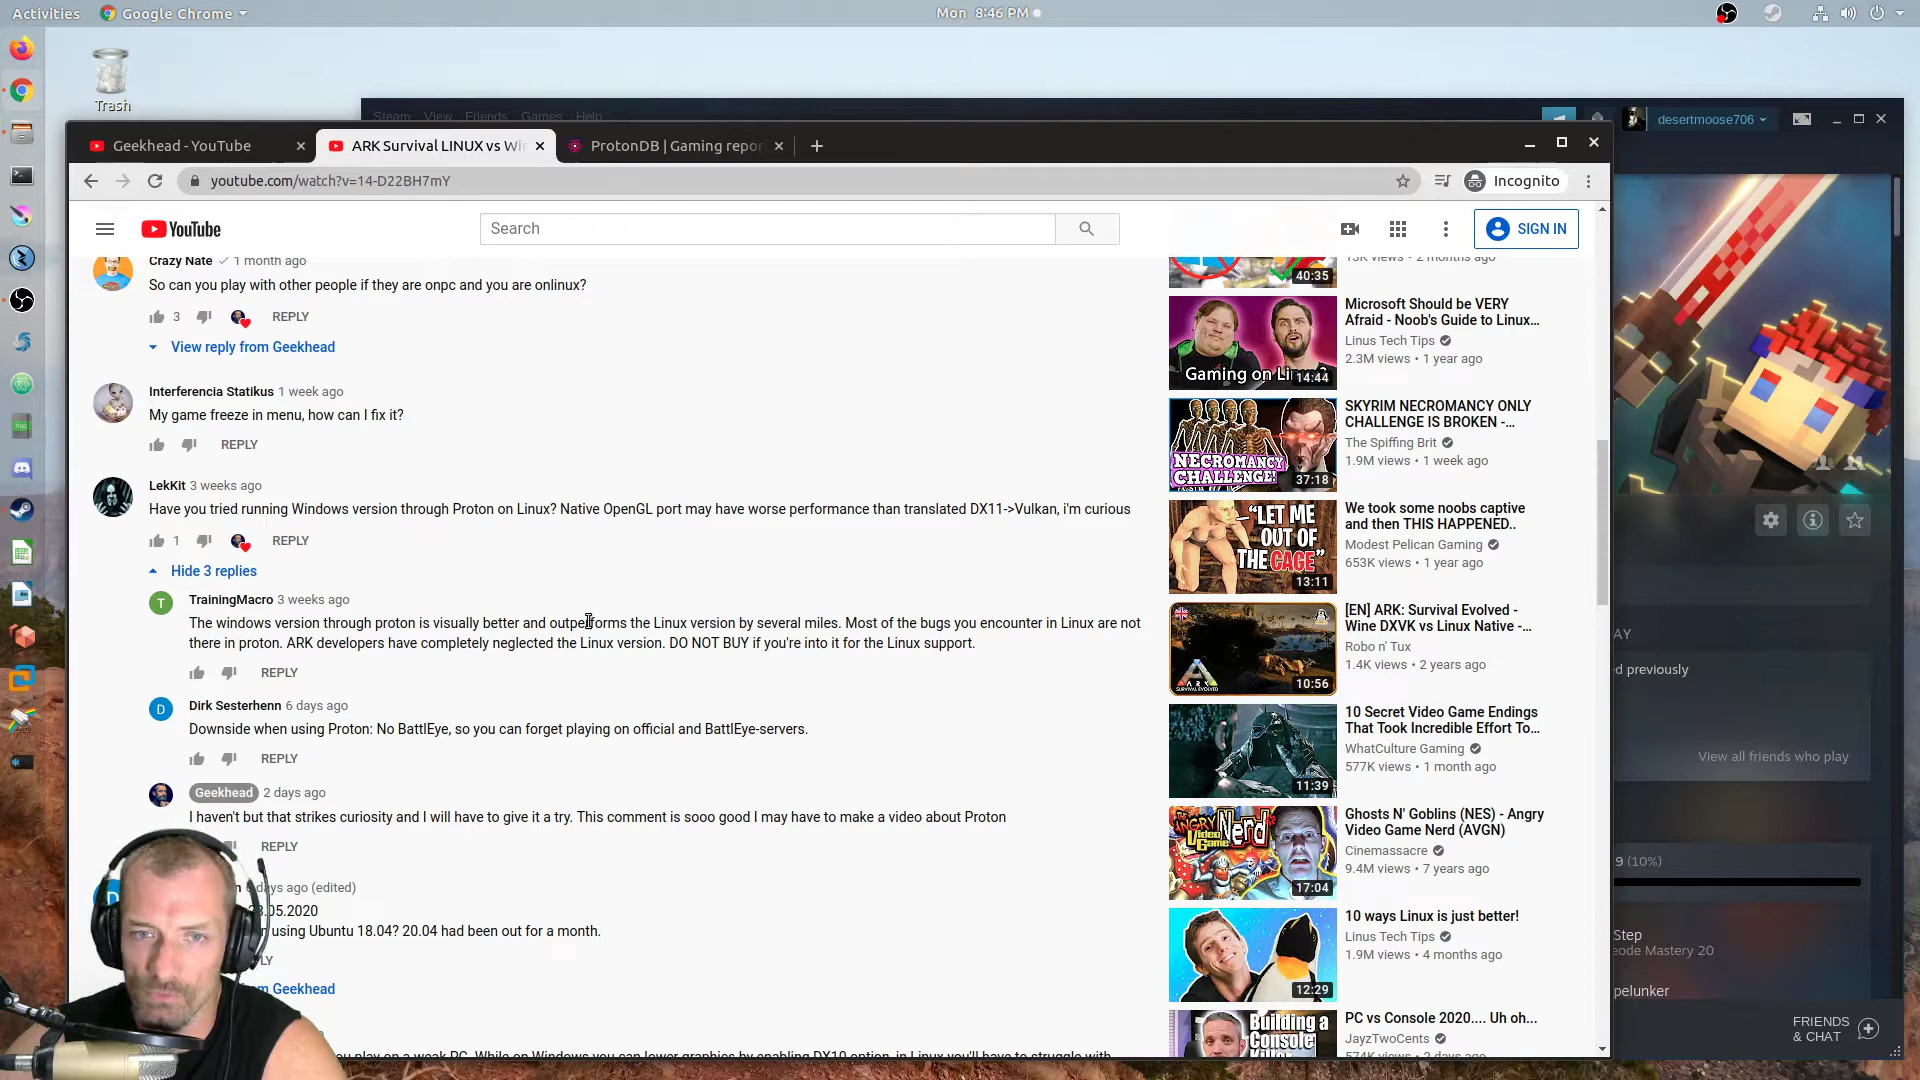 Activities
Google Chrome
Mon 8:46 PM
Trash
Steam View Friends Games Help
desertmoose706
Geekhead - YouTube
ARK Survival LINUX vs Wi
ProtonDB | Gaming repor
youtube.com/watch?v=14-D22BH7mY
Incognito
YouTube
Search
SIGN IN
Crazy Nate 1 month ago
So can you play with other people if they are onpc and you are onlinux?
3 REPLY
View reply from Geekhead
Interferencia Statikus 1 week ago
My game freeze in menu, how can I fix it?
REPLY
LekKit 3 weeks ago
Have you tried running Windows version through Proton on Linux? Native OpenGL port may have worse performance than translated DX11->Vulkan, i'm curious
1 REPLY
Hide 3 replies
T
TrainingMacro 3 weeks ago
The windows version through proton is visually better and outperforms the Linux version by several miles. Most of the bugs you encounter in Linux are not
there in proton. ARK developers have completely neglected the Linux version. DO NOT BUY if you're into it for the Linux support.
REPLY
D
Dirk Sesterhenn 6 days ago
Downside when using Proton: No BattlEye, so you can forget playing on official and BattlEye-servers.
REPLY
Geekhead 2 days ago
I haven't but that strikes curiosity and I will have to give it a try. This comment is sooo good I may have to make a video about Proton
REPLY
days ago (edited)
.05.2020
using Ubuntu 18.04? 20.04 had been out for a month.
LY
Geekhead
you play on a weak PC. While on Windows you can lower graphics by enabling DX10 option, in Linux you'll have to struggle with
13K views • 2 months ago
40:35
Microsoft Should be VERY
Afraid - Noob's Guide to Linux...
Linus Tech Tips
2.3M views • 1 year ago
Gaming on Li
14:44
SKYRIM NECROMANCY ONLY
CHALLENGE IS BROKEN -...
The Spiffing Brit
1.9M views • 1 week ago
NECROMANCY
CHALLENGE!
37:18
We took some noobs captive
and then THIS HAPPENED..
Modest Pelican Gaming
653K views • 1 year ago
"LET ME
OUT OF
THE CAGE"
13:11
[EN] ARK: Survival Evolved -
Wine DXVK vs Linux Native -...
Robo n' Tux
1.4K views • 2 years ago
ARK
SURVIVAL EVOLVED
10:56
10 Secret Video Game Endings
That Took Incredible Effort To...
WhatCulture Gaming
577K views • 1 month ago
11:39
Ghosts N' Goblins (NES) - Angry
Video Game Nerd (AVGN)
Cinemassacre
9.4M views • 7 years ago
THE ANGRY
VIDEO
GAME
Nerd
17:04
10 ways Linux is just better!
Linus Tech Tips
1.9M views • 4 months ago
12:29
PC vs Console 2020.... Uh oh...
JayzTwoCents
574K views • 2 days ago
Building a
Console
AY
d previously
View all friends who play
9 (10%)
Step
eode Mastery 20
pelunker
FRIENDS
& CHAT